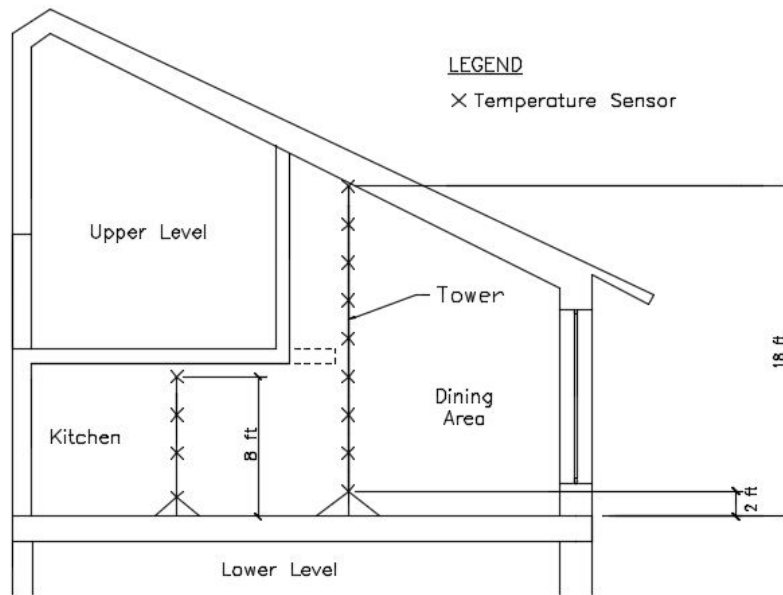 LEGEND
× Temperature Sensor
Upper Level
Tower
18 ft
Dining
Area
Kitchen
8 ft
2 ft
Lower Level